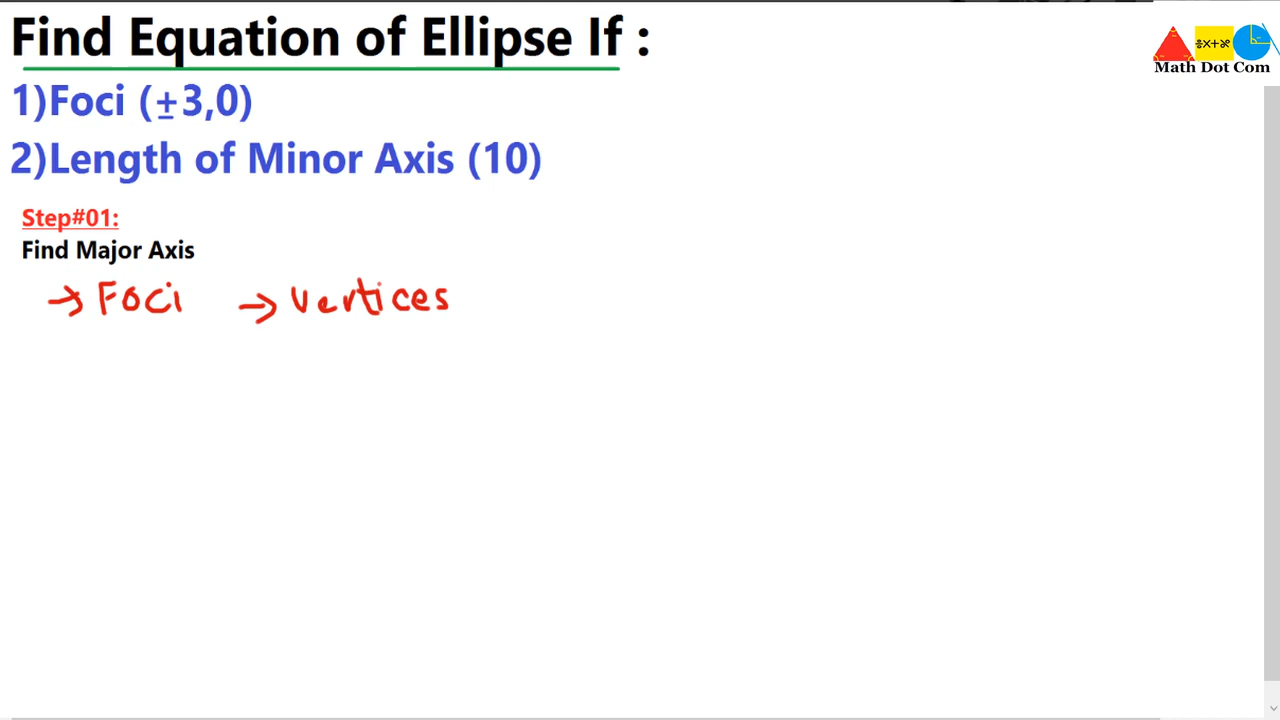 Find Equation of Ellipse If :
Math Dot Com
1)Foci (±3,0)
2)Length of Minor Axis (10)
Step#01:
Find Major Axis
→ Foci → Vertices